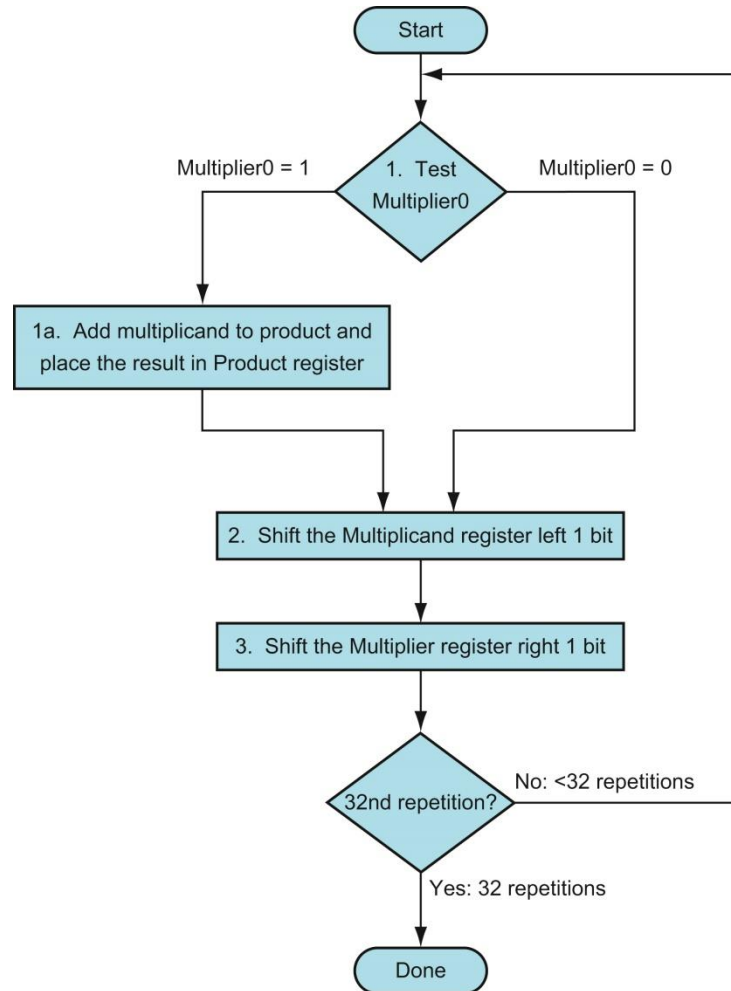 Start
Multiplier0 = 1
1. Test
Multiplier0
Multiplier0 = 0
1a. Add multiplicand to product and
place the result in Product register
2. Shift the Multiplicand register left 1 bit
3. Shift the Multiplier register right 1 bit
32nd repetition?
No: <32 repetitions
Yes: 32 repetitions
Done